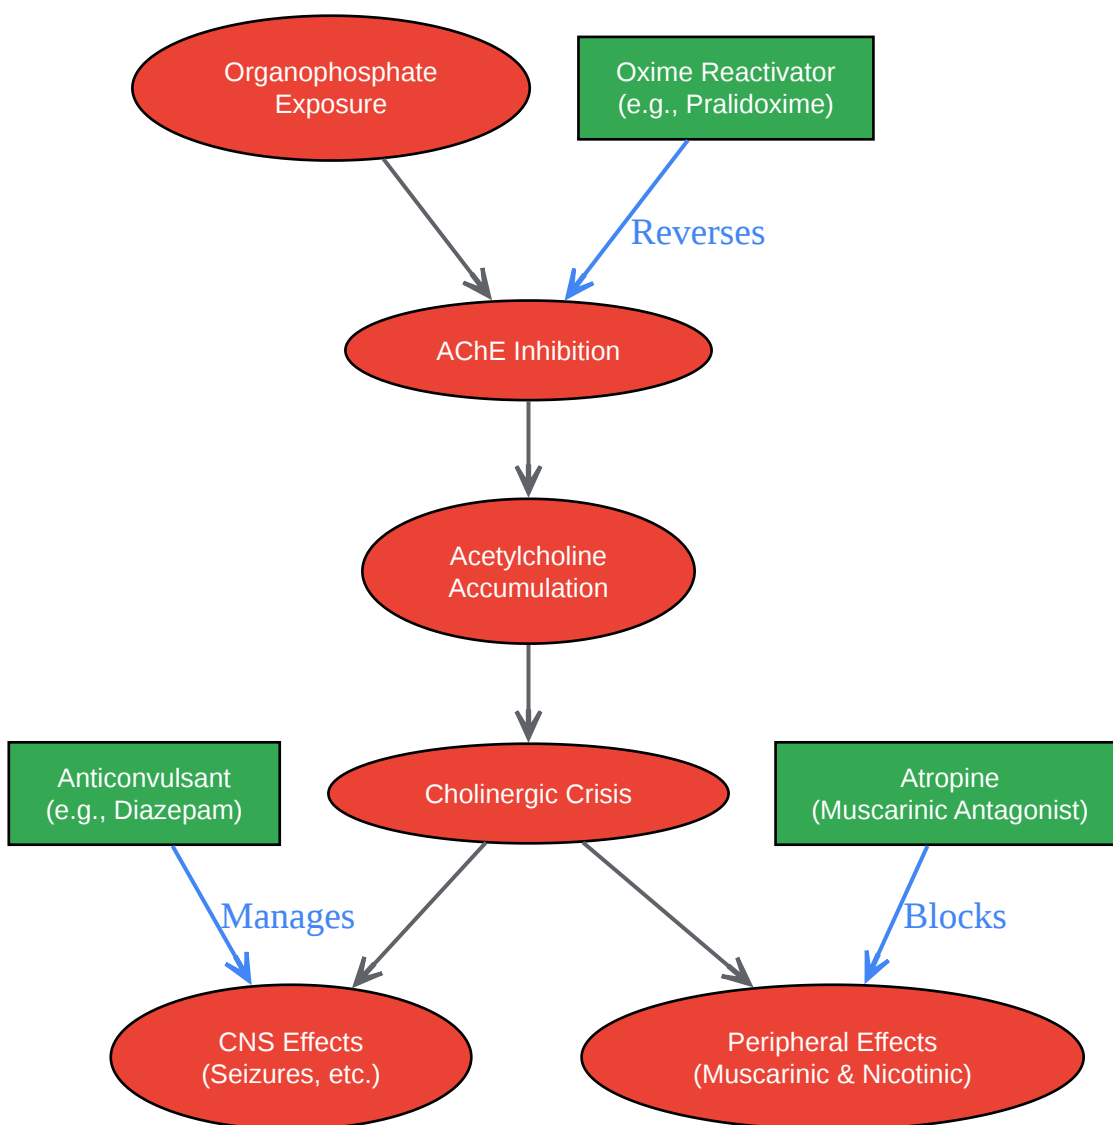 Organophosphate
Exposure
Oxime Reactivator
(e.g., Pralidoxime)
Reverses
AChE Inhibition
Acetylcholine
Accumulation
Anticonvulsant
(e.g., Diazepam)
Cholinergic Crisis
Atropine
(Muscarinic Antagonist)
Manages
Blocks
CNS Effects
(Seizures, etc.)
Peripheral Effects
(Muscarinic & Nicotinic)